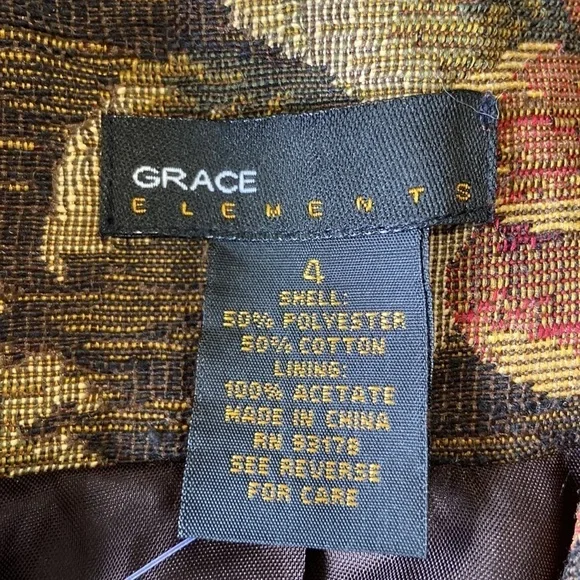 GRACE
ELEMENTS
4
SHELL:
50% POLYESTER
50% COTTON
LINING:
100% ACETATE
MADE IN CHINA
RN 93178
SEE REVERSE
FOR CARE